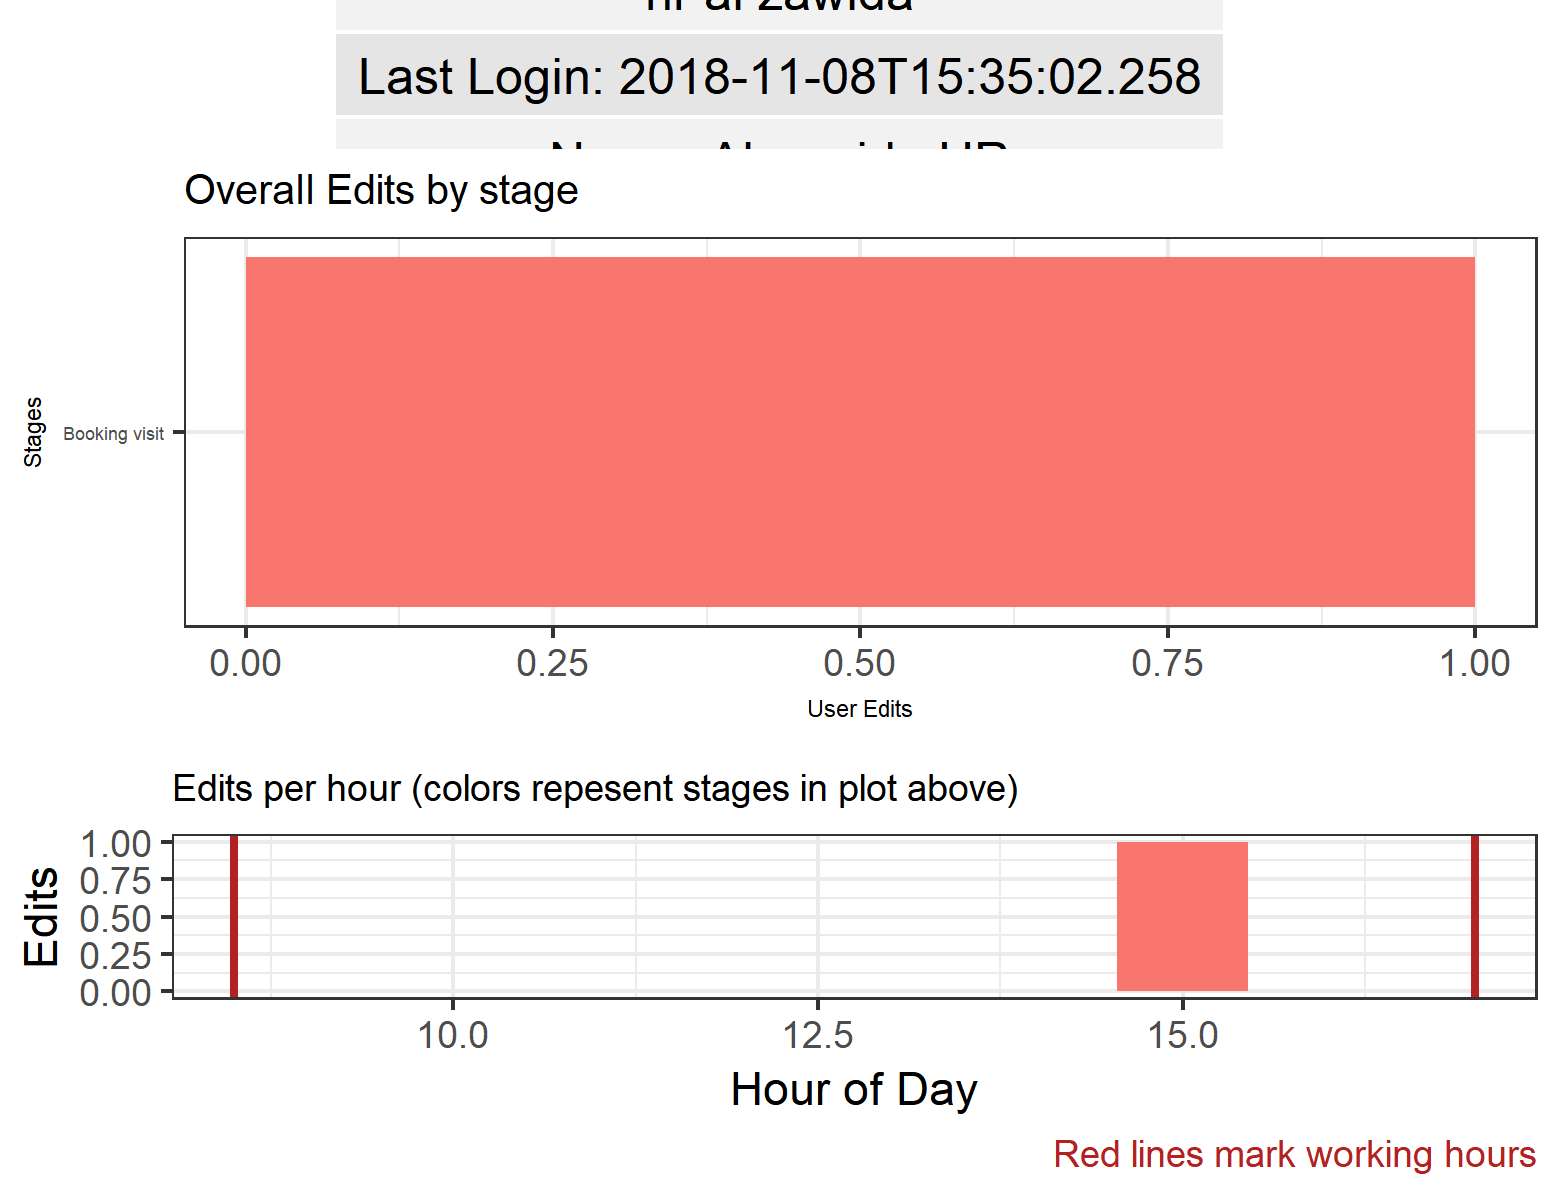 Last Login: 2018-11-08T15:35:02.258
Overall Edits by stage
Stages
Booking visit
0.00 0.25 0.50 0.75 1.00
User Edits
Edits per hour (colors repesent stages in plot above)
Edits
1.00
0.75
0.50
0.25
0.00
10.0 12.5 15.0
Hour of Day
Red lines mark working hours